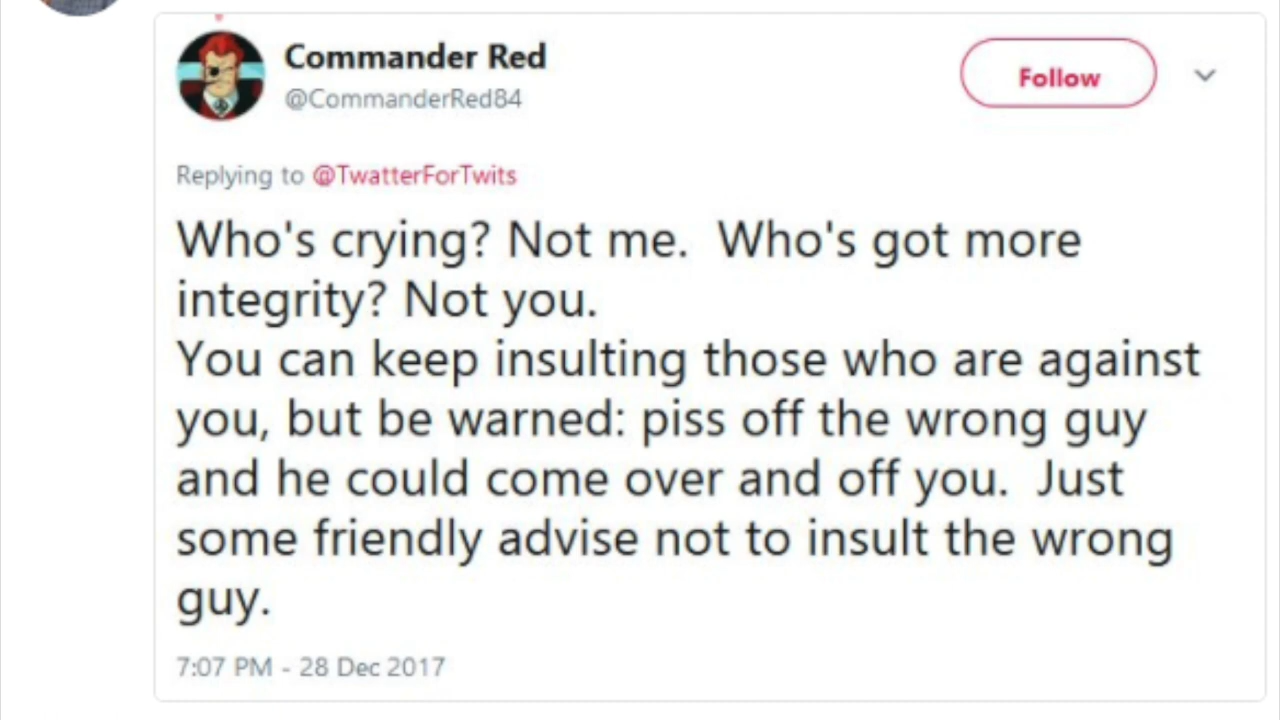 Commander Red
@CommanderRed84
Follow
Replying to @TwatterForTwits
Who's crying? Not me.  Who's got more
integrity? Not you.
You can keep insulting those who are against
you, but be warned: piss off the wrong guy
and he could come over and off you.  Just
some friendly advise not to insult the wrong
guy.
7:07 PM - 28 Dec 2017